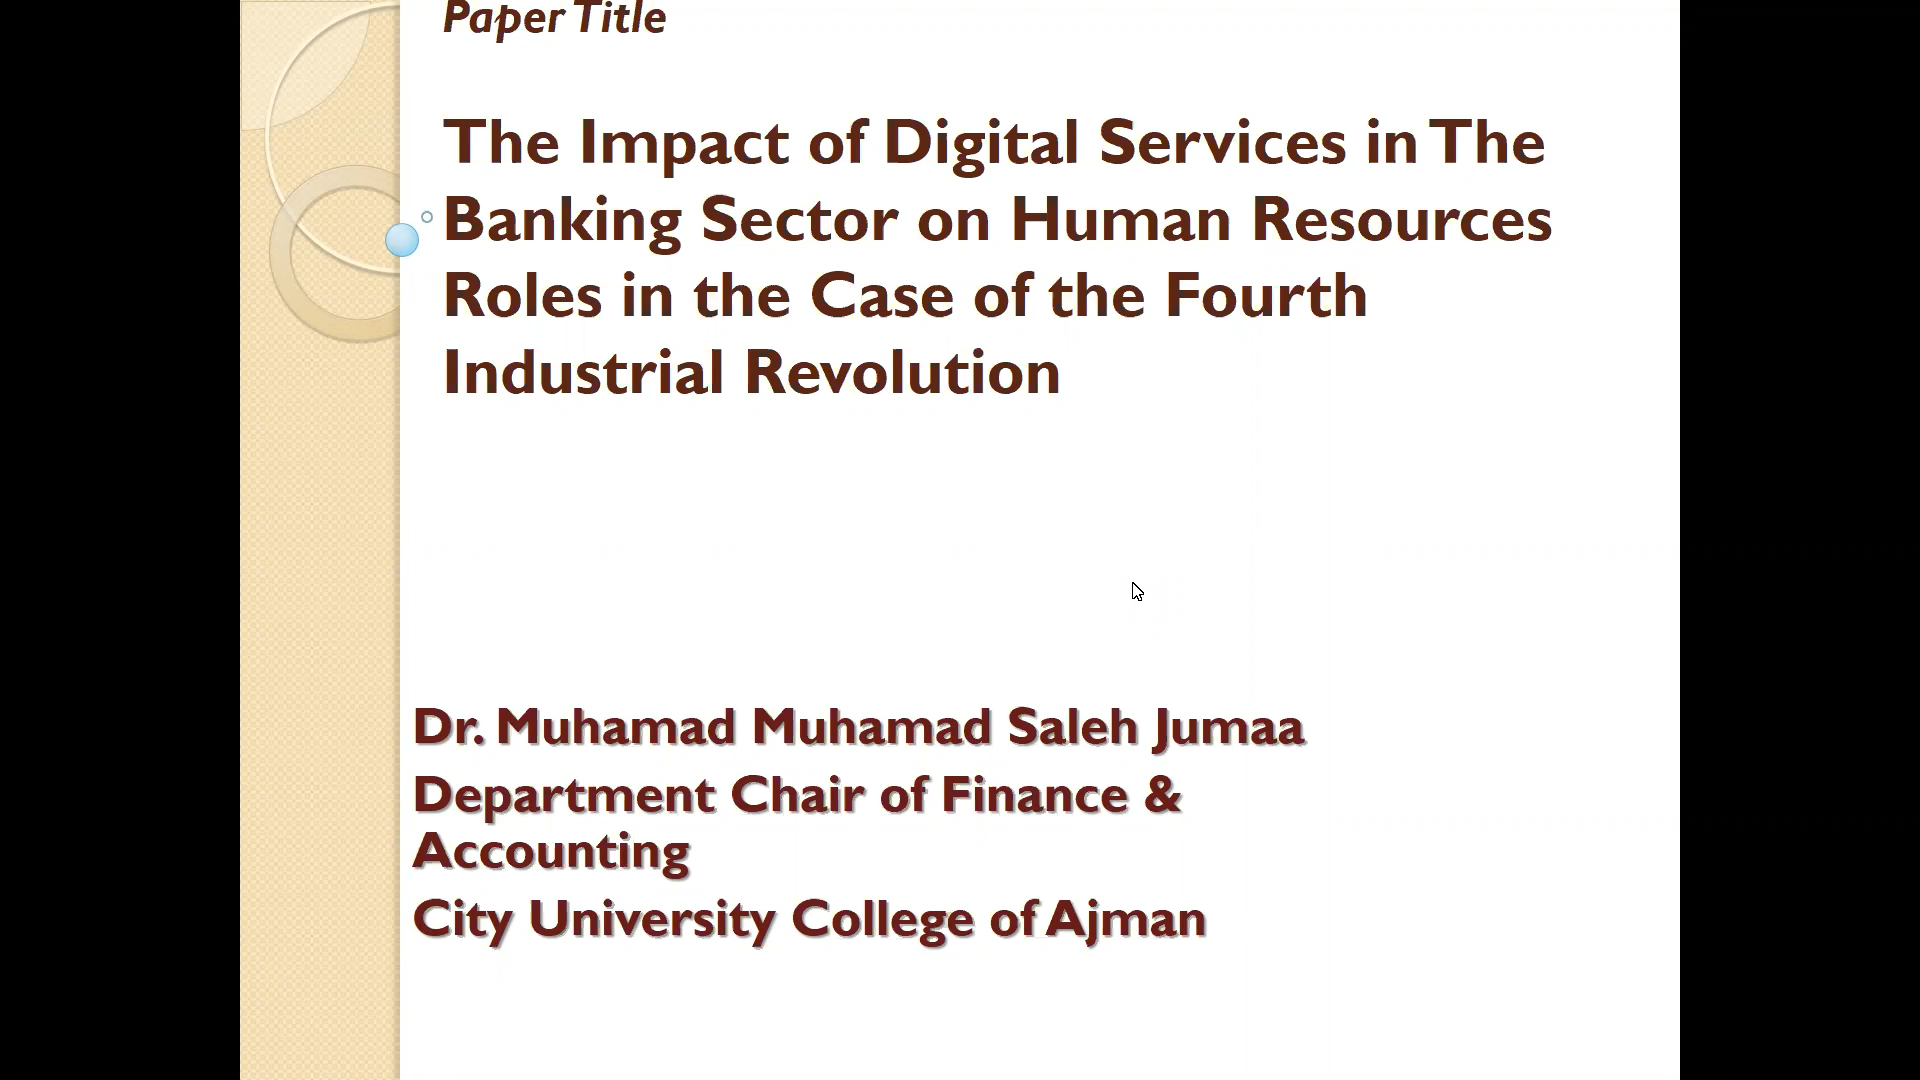 Paper Title
The Impact of Digital Services in The
Banking Sector on Human Resources
Roles in the Case of the Fourth
Industrial Revolution
Dr. Muhamad Muhamad Saleh Jumaa
Department Chair of Finance &
Accounting
City University College of Ajman